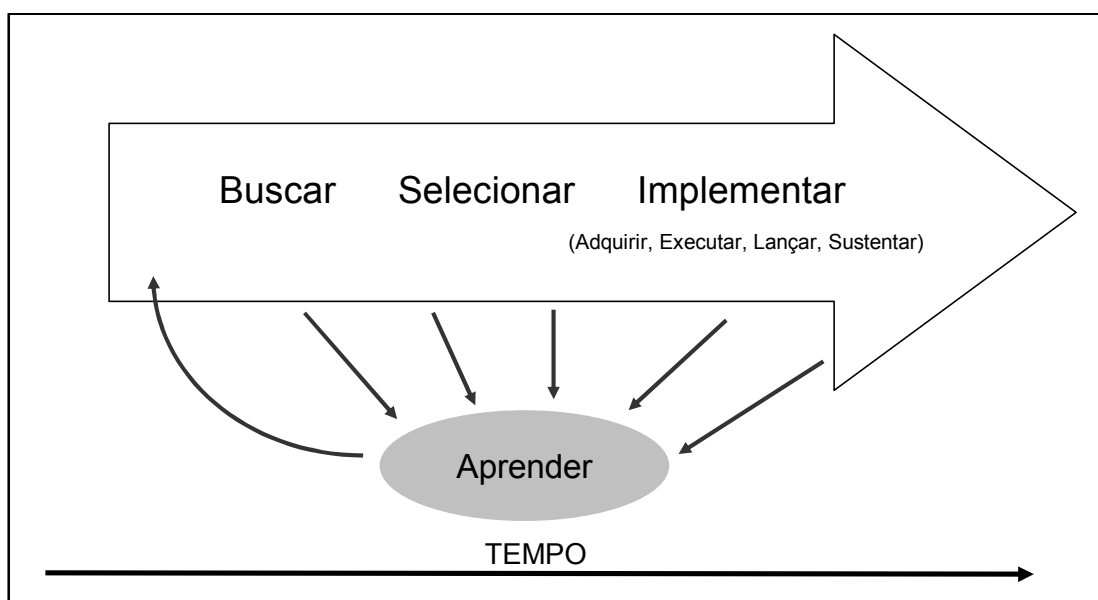 Buscar Selecionar Implementar
(Adquirir, Executar, Lançar, Sustentar)
Aprender
TEMPO